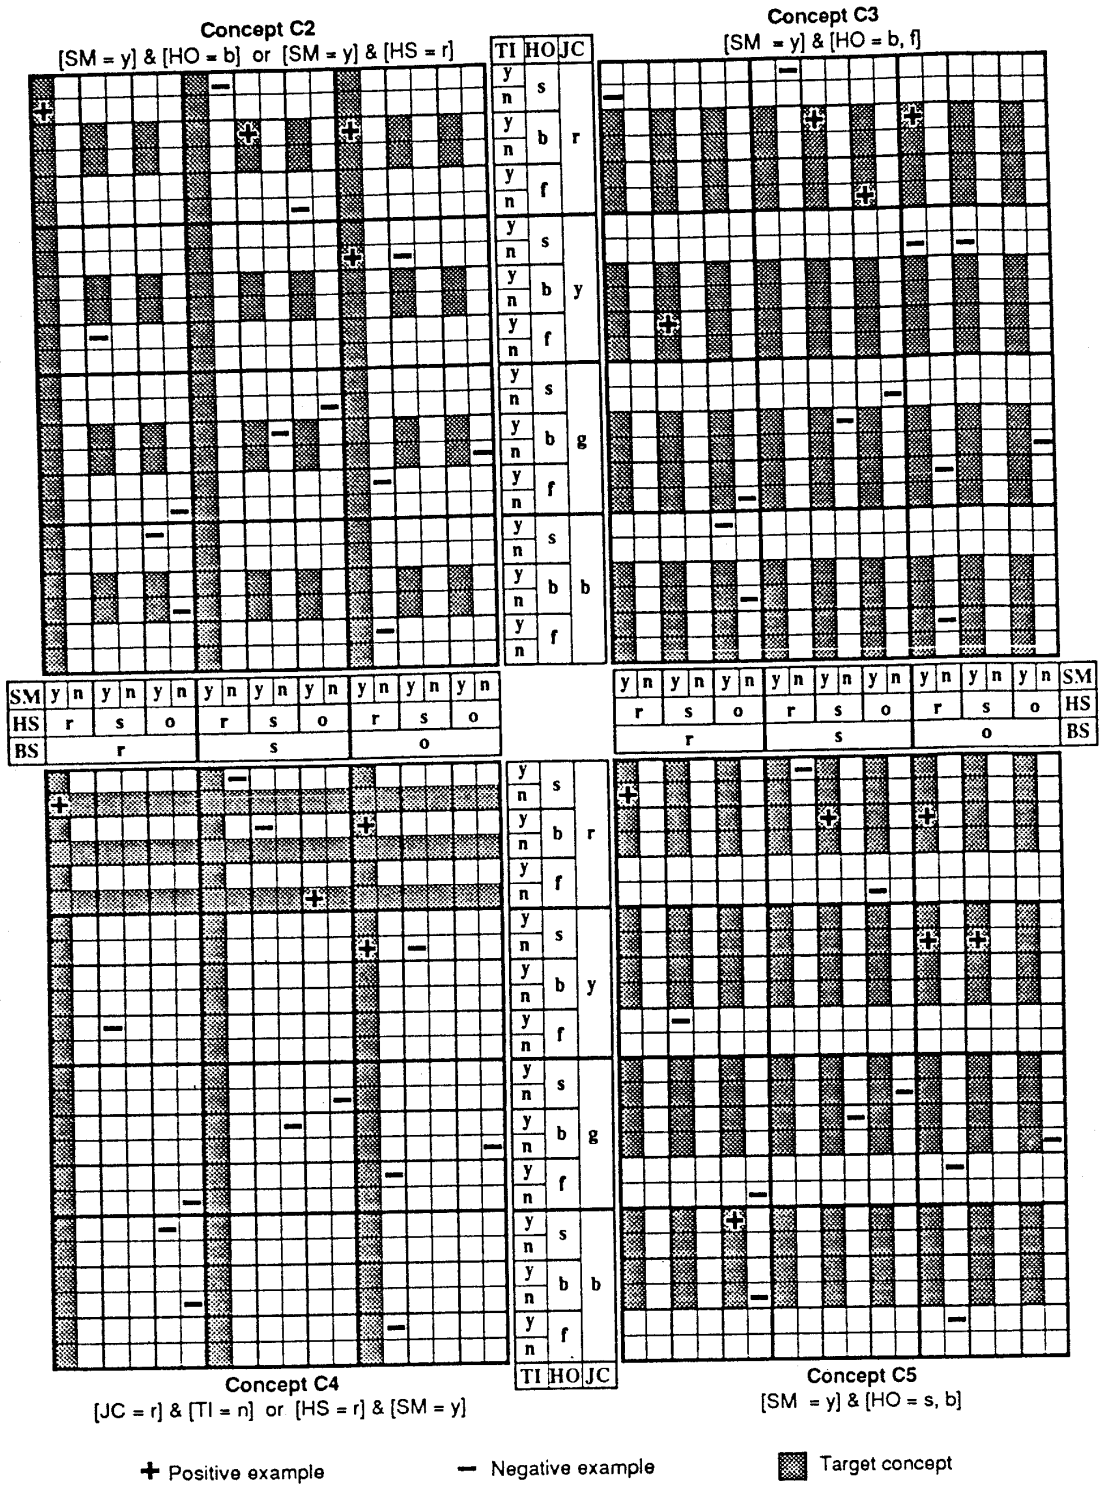 Concept C2
[SM = y] & [HO = b] or [SM = y] & [HS = r]
Concept C3
[SM = y] & [HO = b, f]
TI HO JC
y
n s
y
n b r
y
n f
y
n s
y
n b y
y
n f
y
n s
y
n b g
y
n f
y
n s
y
n b b
y
n f
SM y n y n y n y n y n y n y n y n y n
HS r s o r s o r s o
BS r s o
y n y n y n y n y n y n y n y n y n SM
r s o r s o r s o HS
r s o BS
y
n s
y
n b r
y
n f
y
n s
y
n b y
y
n f
y
n s
y
n b g
y
n f
y
n s
y
n b b
y
n f
TI HO JC
Concept C4
[JC = r] & [TI = n] or [HS = r] & [SM = y]
Concept C5
[SM = y] & [HO = s, b]
+ Positive example
− Negative example
Target concept